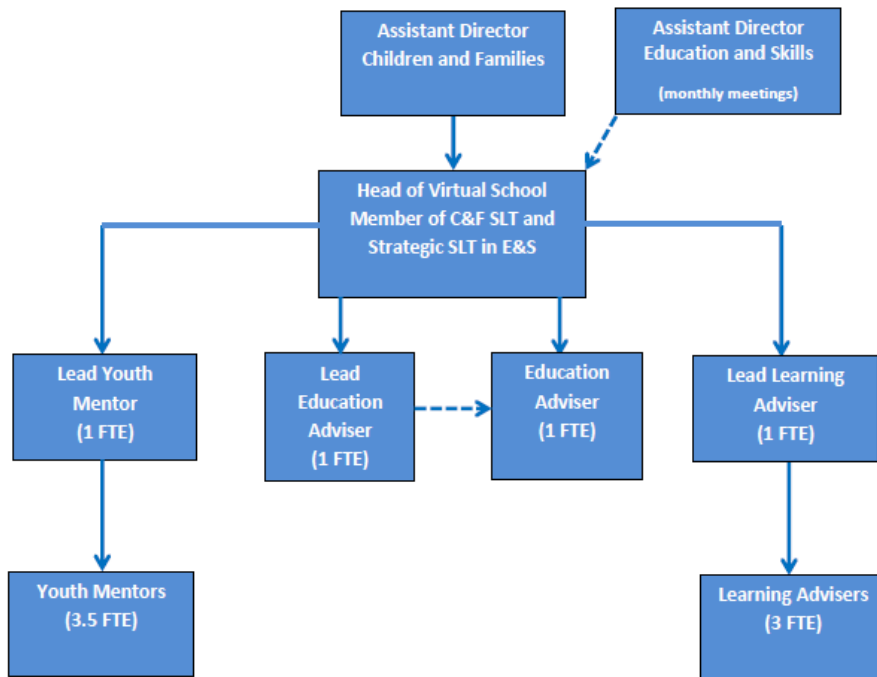 Assistant Director
Children and Families
Assistant Director
Education and Skills
(monthly meetings)
Head of Virtual School
Member of C&F SLT and
Strategic SLT in E&S
Lead Youth
Mentor
(1 FTE)
Lead
Education
Adviser
(1 FTE)
Education
Adviser
(1 FTE)
Lead Learning
Adviser
(1 FTE)
Youth Mentors
(3.5 FTE)
Learning Advisers
(3 FTE)